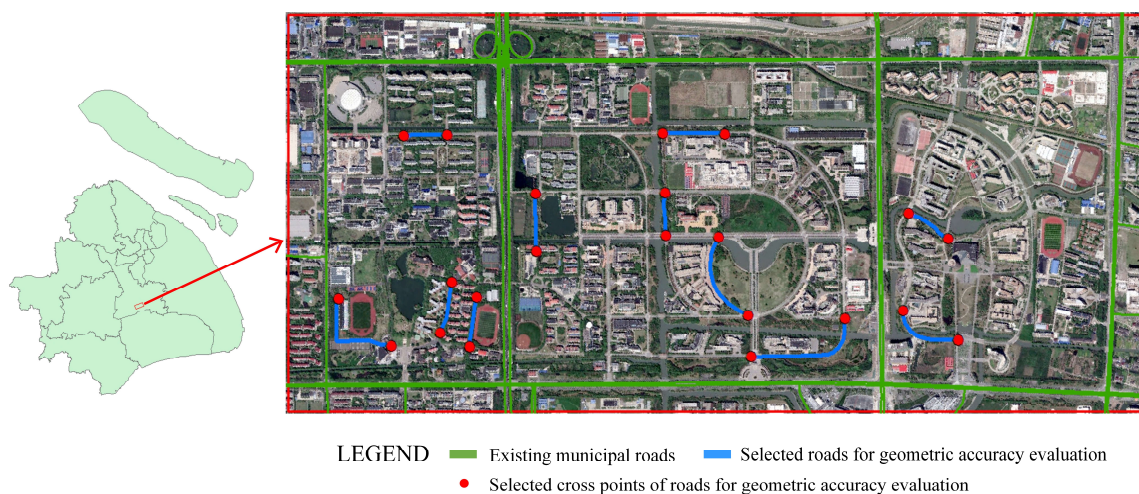 LEGEND Existing municipal roads Selected roads for geometric accuracy evaluation
Selected cross points of roads for geometric accuracy evaluation